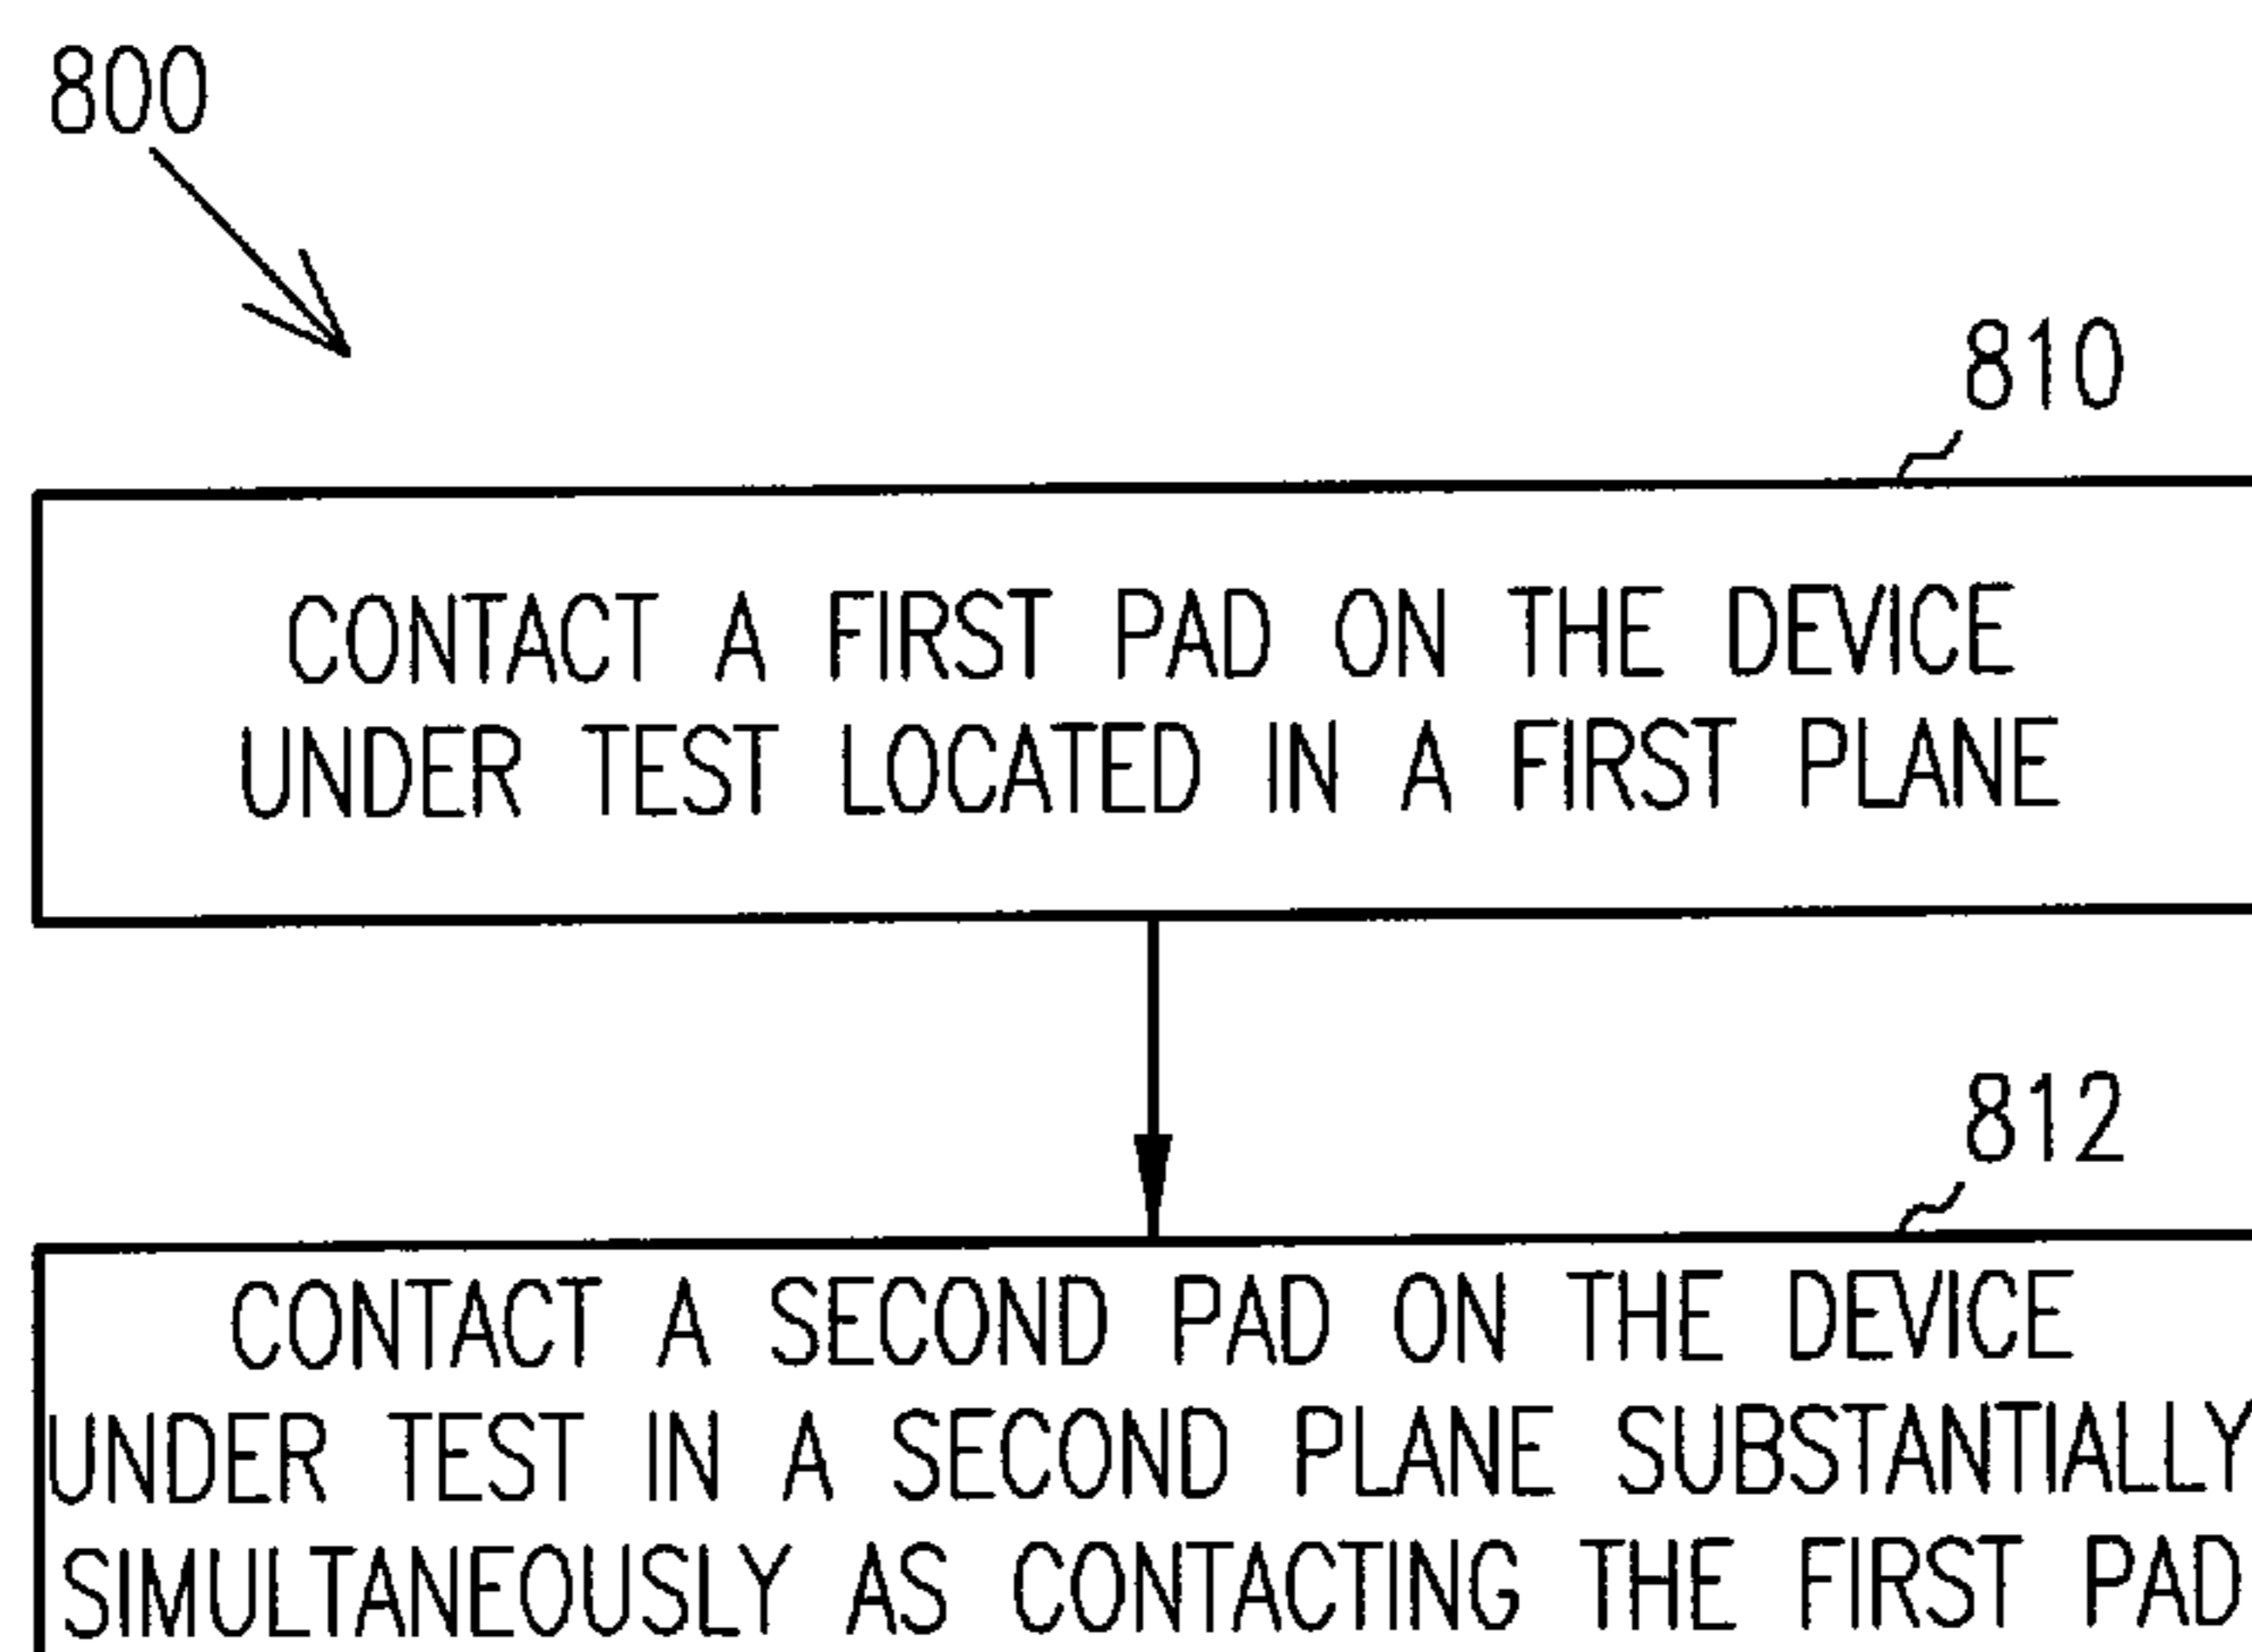 800
810
CONTACT A FIRST PAD ON THE DEVICE
UNDER TEST LOCATED IN A FIRST PLANE
812
CONTACT A SECOND PAD ON THE DEVICE
UNDER TEST IN A SECOND PLANE SUBSTANTIALLY
SIMULTANEOUSLY AS CONTACTING THE FIRST PAD